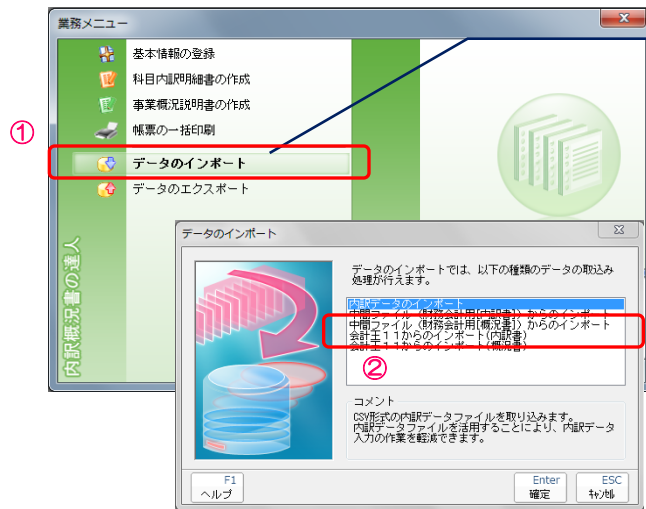 業務メニュー
基本情報の登録
科目内訳明細書の作成
事業概況説明書の作成
帳票の一括印刷
①
データのインポート
データのエクスポート
内訳概況書の達人
データのインポート
データのインポートでは、以下の種類のデータの取込み
処理が行えます。
内訳データのインポート
中間ファイル(財務会計用[内訳書])からのインポート
中間ファイル(財務会計用[概況書])からのインポート
会計王11からのインポート(内訳書)
会計王11からのインポート(概況書)
②
コメント
CSV形式の内訳データファイルを取り込みます。
内訳データファイルを活用することにより、内訳データ
入力の作業を軽減できます。
F1
ヘルプ
Enter
確定
ESC
キャンセル